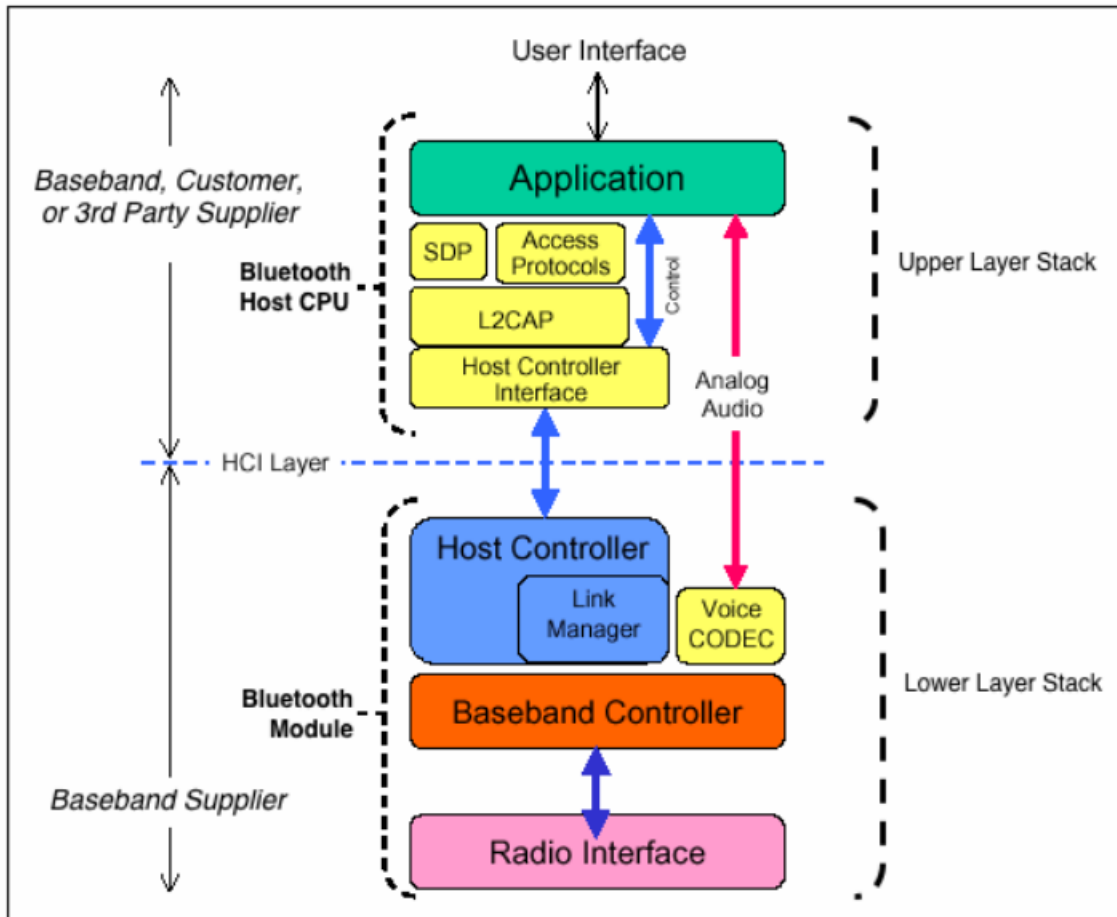 User Interface
Baseband, Customer,
or 3rd Party Supplier
Application
SDP
Access
Protocols
Control
Upper Layer Stack
Bluetooth
Host CPU
L2CAP
Host Controller
Interface
Analog
Audio
HCI Layer
Host Controller
Link
Manager
Voice
CODEC
Bluetooth
Module
Baseband Controller
Lower Layer Stack
Baseband Supplier
Radio Interface